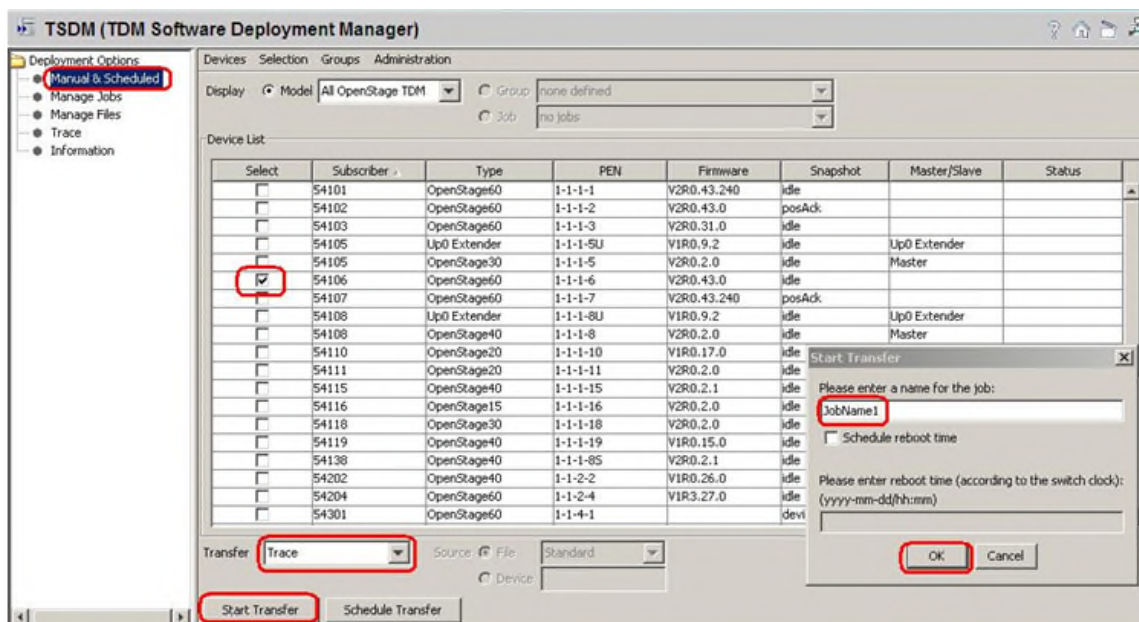 TSDM (TDM Software Deployment Manager)
Deployment Options
Manual & Scheduled
Manage Jobs
Manage Files
Trace
Information
Devices Selection Groups Administration
Display Model All OpenStage TDM Group none defined
Job no jobs
Device List
Select Subscriber Type PEN Firmware Snapshot Master/Slave Status
54101 OpenStage60 1-1-1-1 V2R0.43.240 idle
54102 OpenStage60 1-1-1-2 V2R0.43.0 posAck
54103 OpenStage60 1-1-1-3 V2R0.31.0 idle
54105 Up0 Extender 1-1-1-5U V1R0.9.2 idle Up0 Extender
54105 OpenStage30 1-1-1-5 V2R0.2.0 idle Master
54106 OpenStage60 1-1-1-6 V2R0.43.0 idle
54107 OpenStage60 1-1-1-7 V2R0.43.240 posAck
54108 Up0 Extender 1-1-1-8U V1R0.9.2 idle Up0 Extender
54108 OpenStage40 1-1-1-8 V2R0.2.0 idle Master
54110 OpenStage20 1-1-1-10 V1R0.17.0 idle
54111 OpenStage20 1-1-1-11 V2R0.2.0 idle
54115 OpenStage40 1-1-1-15 V2R0.2.1 idle
54116 OpenStage15 1-1-1-16 V2R0.2.0 idle
54118 OpenStage30 1-1-1-18 V2R0.2.0 idle
54119 OpenStage40 1-1-1-19 V1R0.15.0 idle
54138 OpenStage40 1-1-1-8S V2R0.2.1 idle
54202 OpenStage40 1-1-2-2 V1R0.26.0 idle
54204 OpenStage60 1-1-2-4 V1R3.27.0 idle
54301 OpenStage60 1-1-4-1 devi
Start Transfer
Please enter a name for the job:
JobName1
Schedule reboot time
Please enter reboot time (according to the switch clock):
(yyyy-mm-dd/hh:mm)
OK Cancel
Transfer Trace Source File Standard
Device
Start Transfer Schedule Transfer